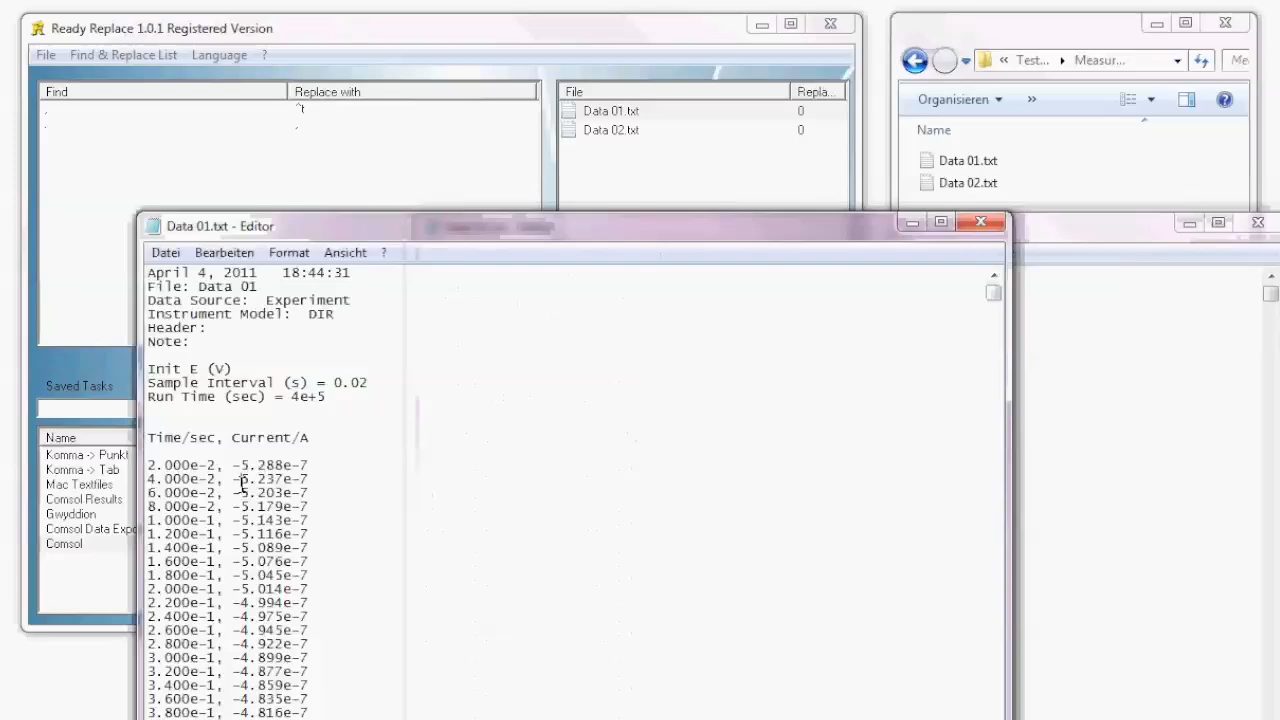 Ready Replace 1.0.1 Registered Version
File Find & Replace List Language ?
Find Replace with
, ^t
. ,
File Repla...
Data 01.txt 0
Data 02.txt 0
« Test... Measur...
Me
Organisieren »
Name
Data 01.txt
Data 02.txt
Saved Tasks
Name
Komma -> Punkt
Komma -> Tab
Mac Textfiles
Comsol Results
Gwyddion
Comsol Data Expo
Comsol
Data 01.txt - Editor
Datei Bearbeiten Format Ansicht ?
April 4, 2011 18:44:31
File: Data 01
Data Source: Experiment
Instrument Model: DIR
Header:
Note:
Init E (V)
Sample Interval (s) = 0.02
Run Time (sec) = 4e+5
Time/sec, Current/A
2.000e-2, -5.288e-7
4.000e-2, -5.237e-7
6.000e-2, -5.203e-7
8.000e-2, -5.179e-7
1.000e-1, -5.143e-7
1.200e-1, -5.116e-7
1.400e-1, -5.089e-7
1.600e-1, -5.076e-7
1.800e-1, -5.045e-7
2.000e-1, -5.014e-7
2.200e-1, -4.994e-7
2.400e-1, -4.975e-7
2.600e-1, -4.945e-7
2.800e-1, -4.922e-7
3.000e-1, -4.899e-7
3.200e-1, -4.877e-7
3.400e-1, -4.859e-7
3.600e-1, -4.835e-7
3.800e-1, -4.816e-7